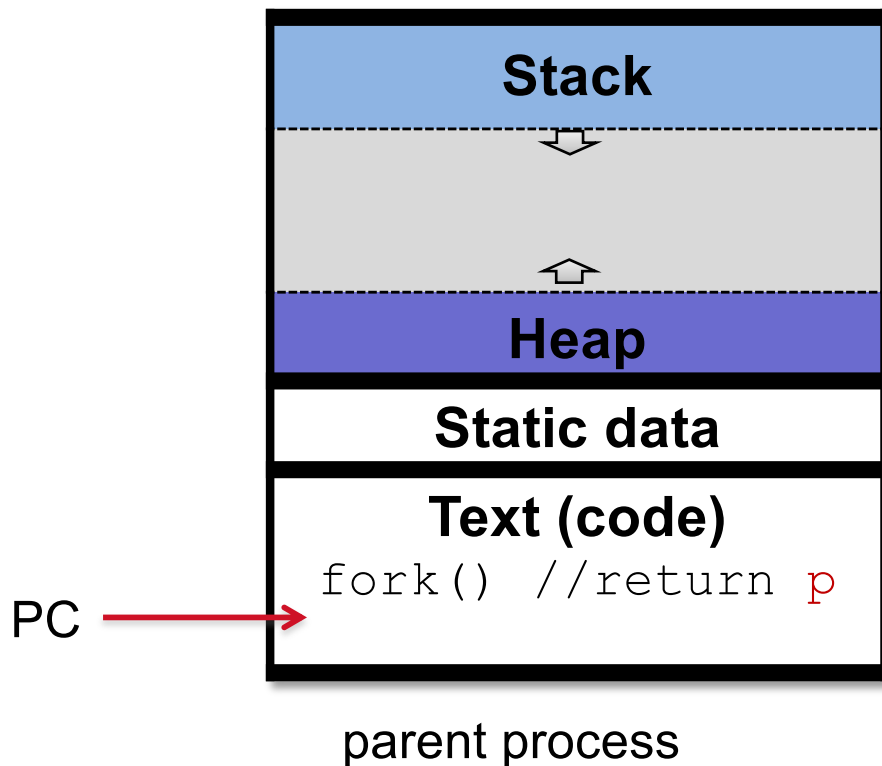 Stack
Heap
Static data
Text (code)
fork() //return p
PC
parent process